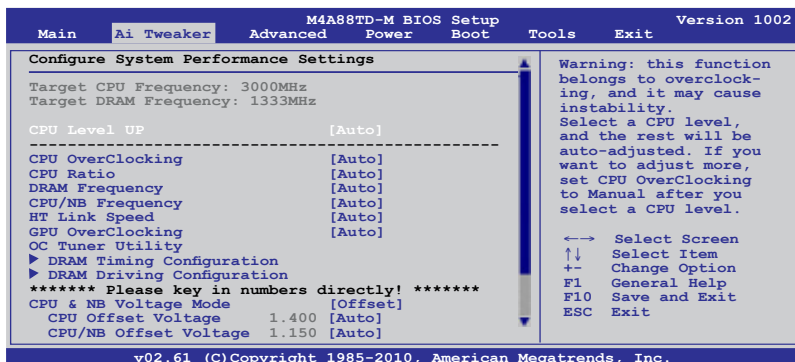 M4A88TD-M BIOS Setup Version 1002
Main Ai Tweaker Advanced Power Boot Tools Exit
Configure System Performance Settings
Target CPU Frequency: 3000MHz
Target DRAM Frequency: 1333MHz
CPU Level UP [Auto]
--------------------------------------------------
CPU OverClocking [Auto]
CPU Ratio [Auto]
DRAM Frequency [Auto]
CPU/NB Frequency [Auto]
HT Link Speed [Auto]
GPU OverClocking [Auto]
OC Tuner Utility
▶ DRAM Timing Configuration
▶ DRAM Driving Configuration
******* Please key in numbers directly! *******
CPU & NB Voltage Mode [Offset]
CPU Offset Voltage 1.400 [Auto]
CPU/NB Offset Voltage 1.150 [Auto]
Warning: this function
belongs to overclock-
ing, and it may cause
instability.
Select a CPU level,
and the rest will be
auto-adjusted. If you
want to adjust more,
set CPU OverClocking
to Manual after you
select a CPU level.
←→ Select Screen
↑↓ Select Item
+- Change Option
F1 General Help
F10 Save and Exit
ESC Exit
v02.61 (C)Copyright 1985-2010, American Megatrends, Inc.